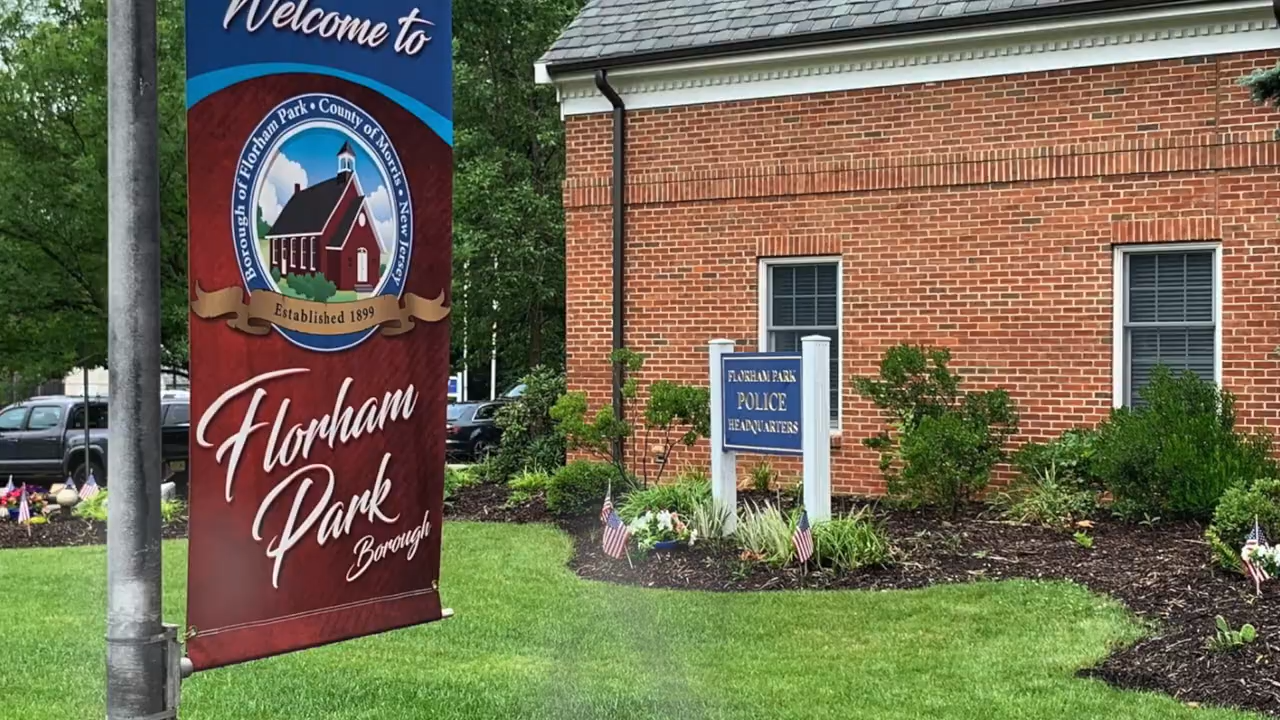 Welcome to
Borough of Florham Park • County of Morris • New Jersey
Established 1899
Florham
Park
Borough
FLORHAM PARK
POLICE
HEADQUARTERS